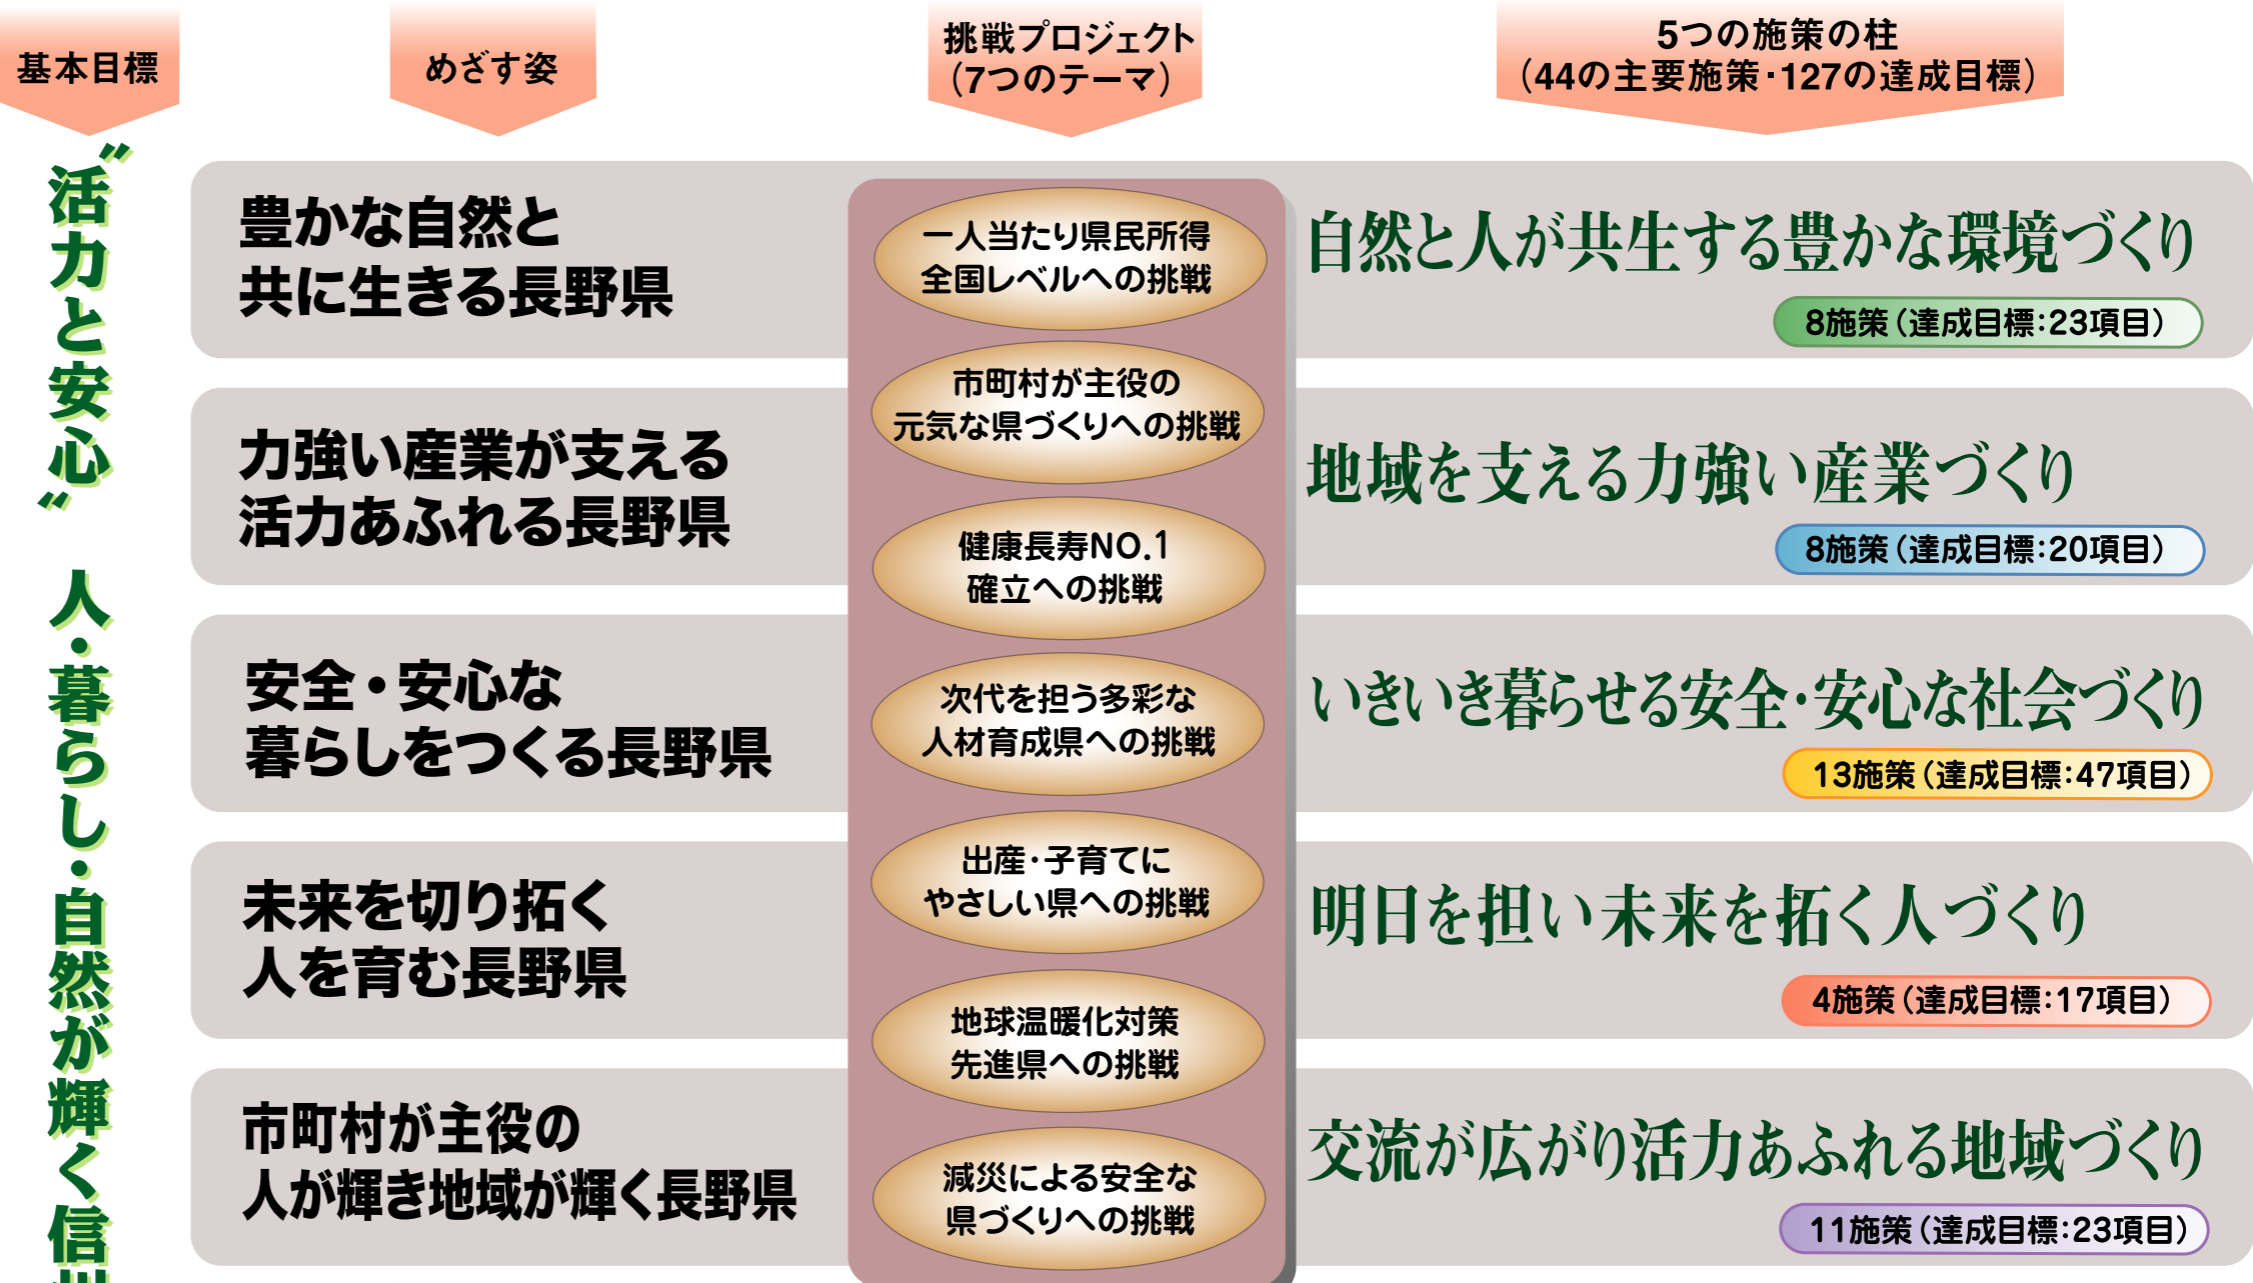 基本目標
めざす姿
挑戦プロジェクト
(7つのテーマ)
5つの施策の柱
(44の主要施策・127の達成目標)
〝活力と安心〟 人・暮らし・自然が輝く信
豊かな自然と
共に生きる長野県
力強い産業が支える
活力あふれる長野県
安全・安心な
暮らしをつくる長野県
未来を切り拓く
人を育む長野県
市町村が主役の
人が輝き地域が輝く長野県
一人当たり県民所得
全国レベルへの挑戦
市町村が主役の
元気な県づくりへの挑戦
健康長寿NO.1
確立への挑戦
次代を担う多彩な
人材育成県への挑戦
出産・子育てに
やさしい県への挑戦
地球温暖化対策
先進県への挑戦
減災による安全な
県づくりへの挑戦
自然と人が共生する豊かな環境づくり
8施策(達成目標:23項目)
地域を支える力強い産業づくり
8施策(達成目標:20項目)
いきいき暮らせる安全・安心な社会づくり
13施策(達成目標:47項目)
明日を担い未来を拓く人づくり
4施策(達成目標:17項目)
交流が広がり活力あふれる地域づくり
11施策(達成目標:23項目)